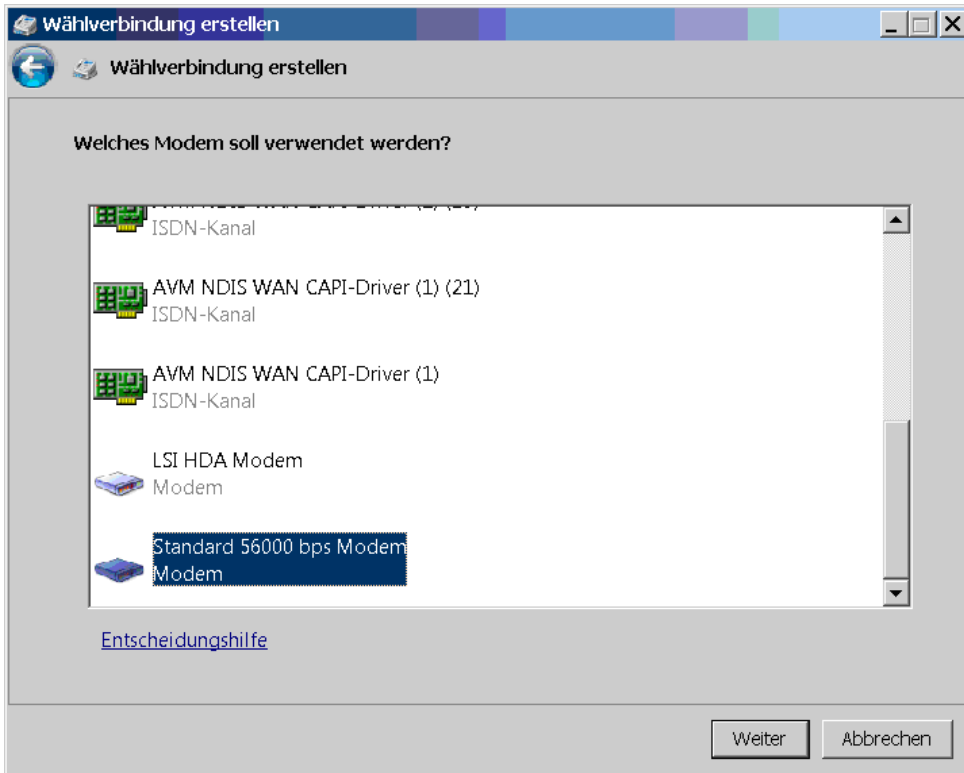 Wählverbindung erstellen
Wählverbindung erstellen
Welches Modem soll verwendet werden?
ISDN-Kanal
AVM NDIS WAN CAPI-Driver (1) (21)
ISDN-Kanal
AVM NDIS WAN CAPI-Driver (1)
ISDN-Kanal
LSI HDA Modem
Modem
Standard 56000 bps Modem
Modem
Entscheidungshilfe
Weiter
Abbrechen